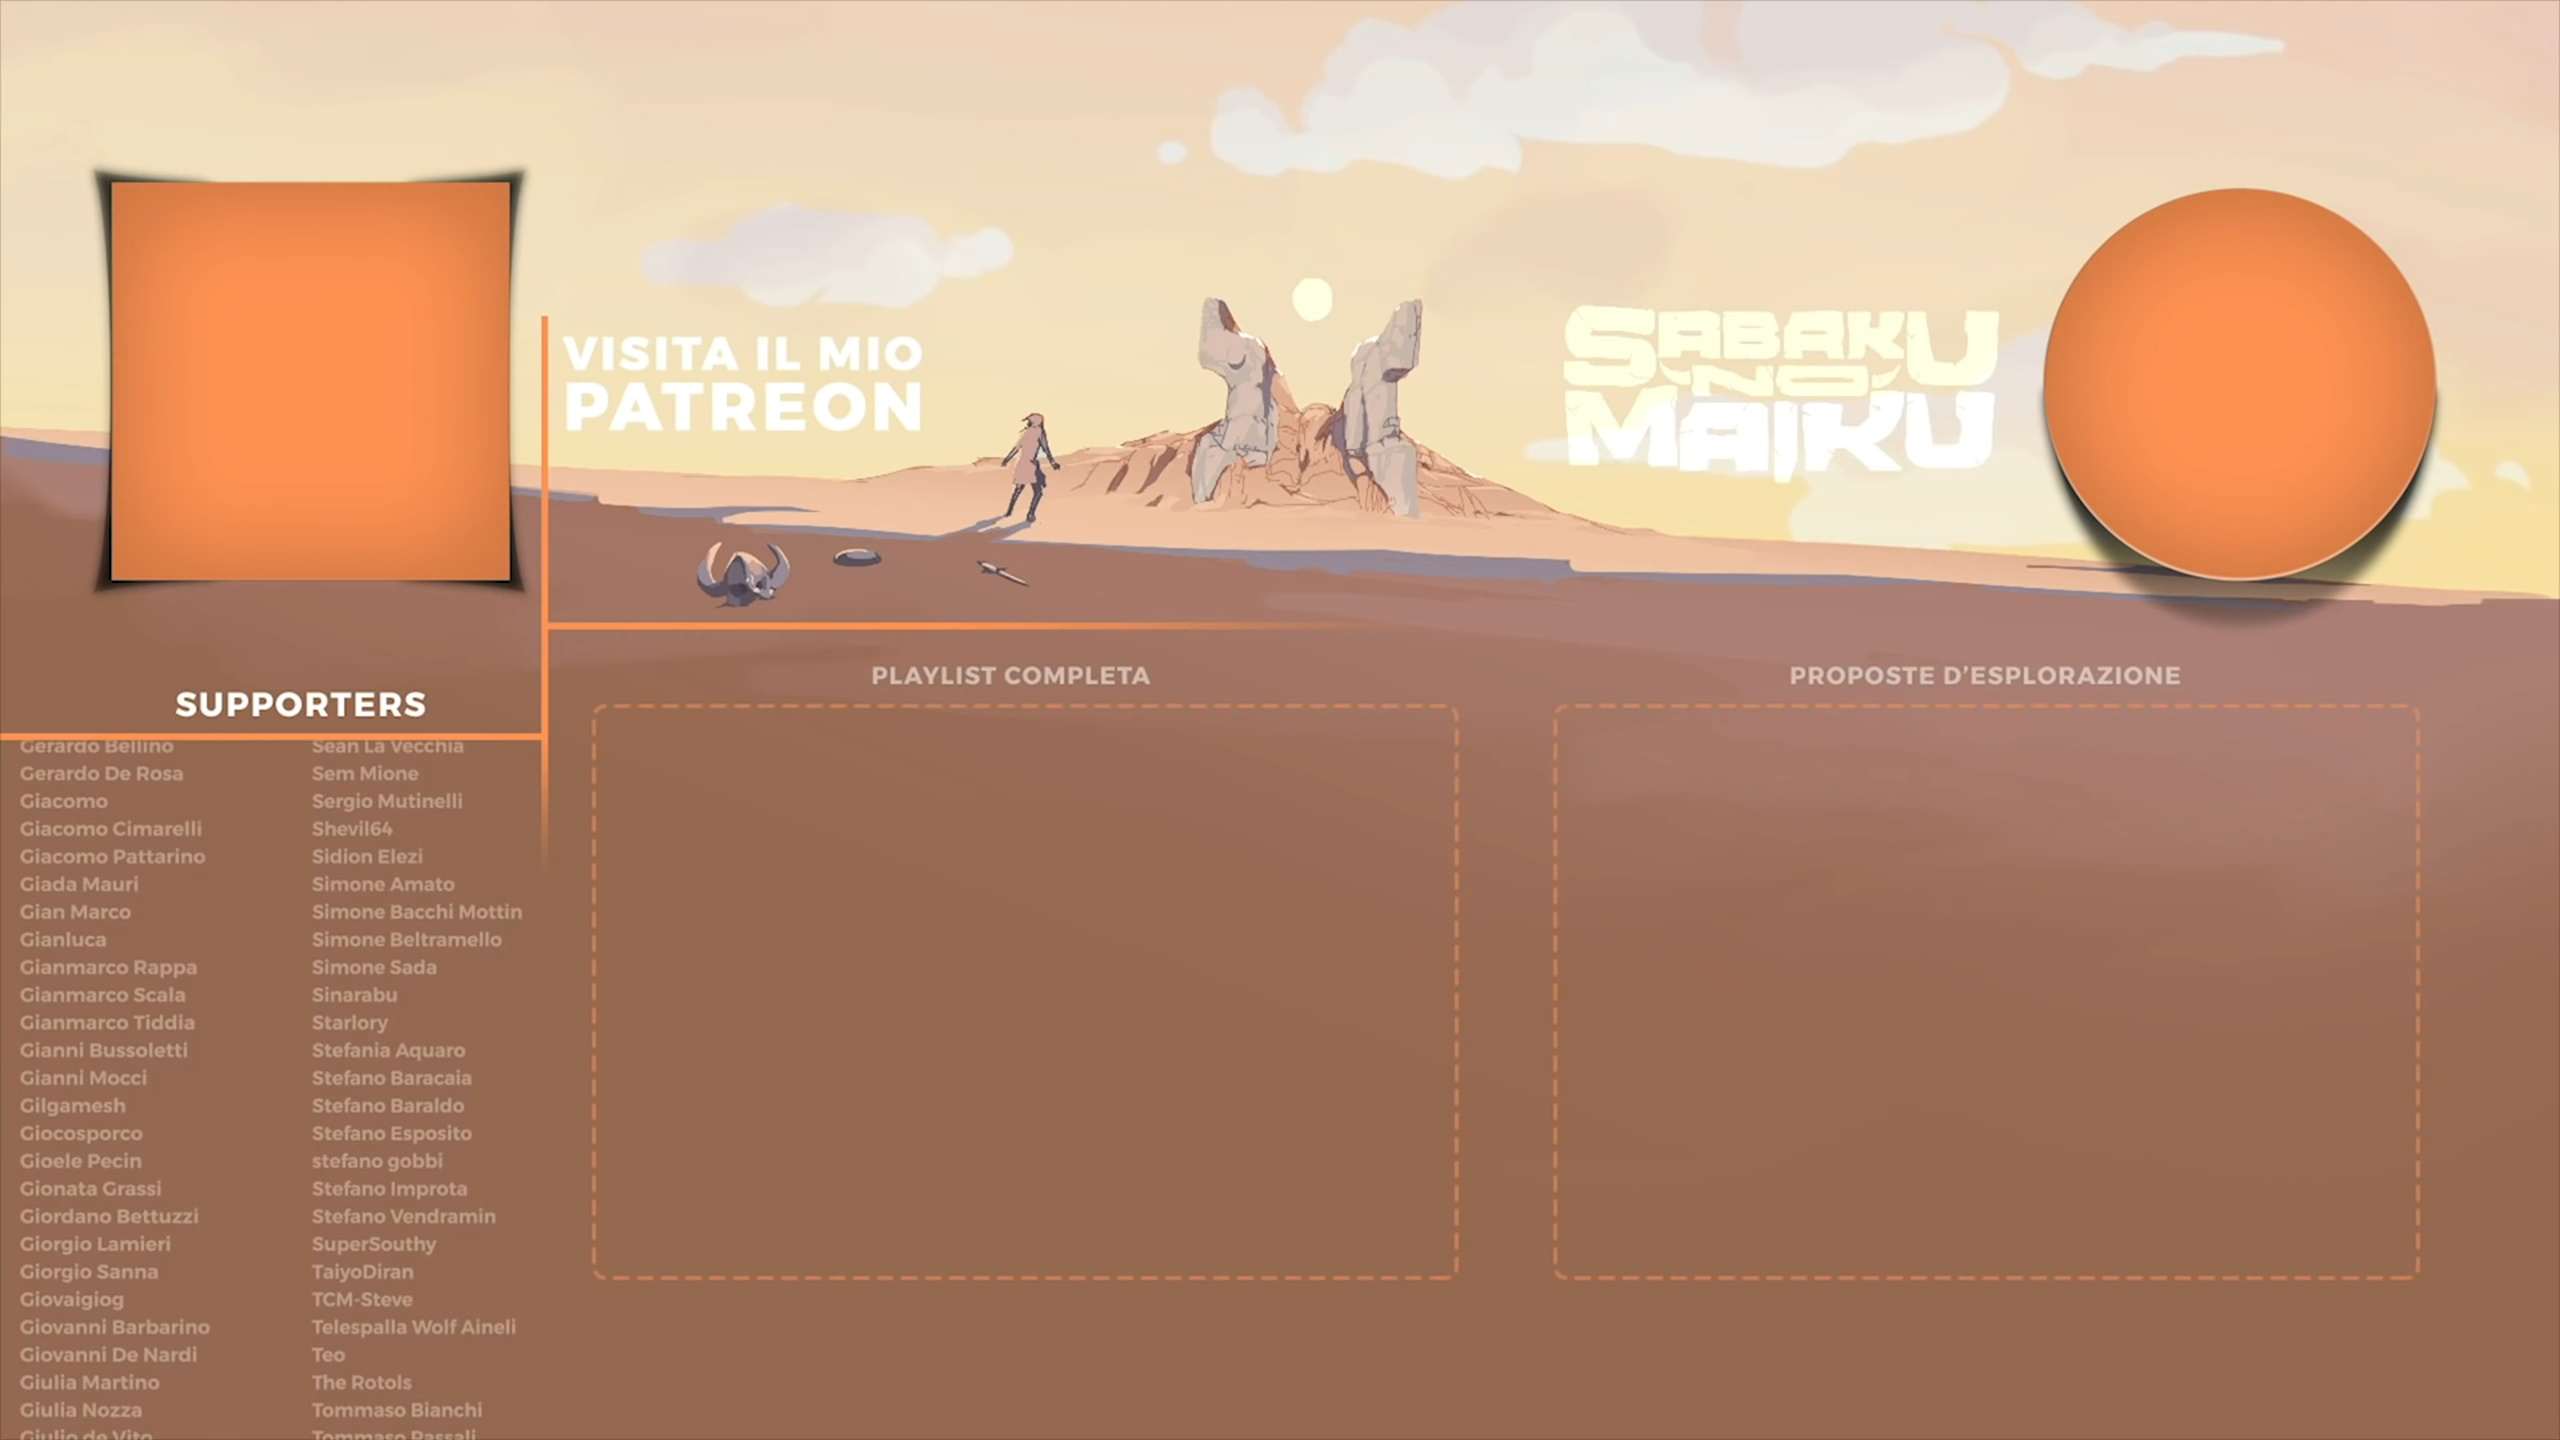 VISITA IL MIO
PATREON
SABAKU
NO
MAIKU
PLAYLIST COMPLETA
PROPOSTE D'ESPLORAZIONE
SUPPORTERS
Gerardo Bellino
Gerardo De Rosa
Giacomo
Giacomo Cimarelli
Giacomo Pattarino
Giada Mauri
Gian Marco
Gianluca
Gianmarco Rappa
Gianmarco Scala
Gianmarco Tiddia
Gianni Bussoletti
Gianni Mocci
Gilgamesh
Giocosporco
Gioele Pecin
Gionata Grassi
Giordano Bettuzzi
Giorgio Lamieri
Giorgio Sanna
Giovaigiog
Giovanni Barbarino
Giovanni De Nardi
Giulia Martino
Giulia Nozza
Giulio de Vito
Sean La Vecchia
Sem Mione
Sergio Mutinelli
Shevil64
Sidion Elezi
Simone Amato
Simone Bacchi Mottin
Simone Beltramello
Simone Sada
Sinarabu
Starlory
Stefania Aquaro
Stefano Baracaia
Stefano Baraldo
Stefano Esposito
stefano gobbi
Stefano Improta
Stefano Vendramin
SuperSouthy
TaiyoDiran
TCM-Steve
Telespalla Wolf Aineli
Teo
The Rotols
Tommaso Bianchi
Tommaso Passali